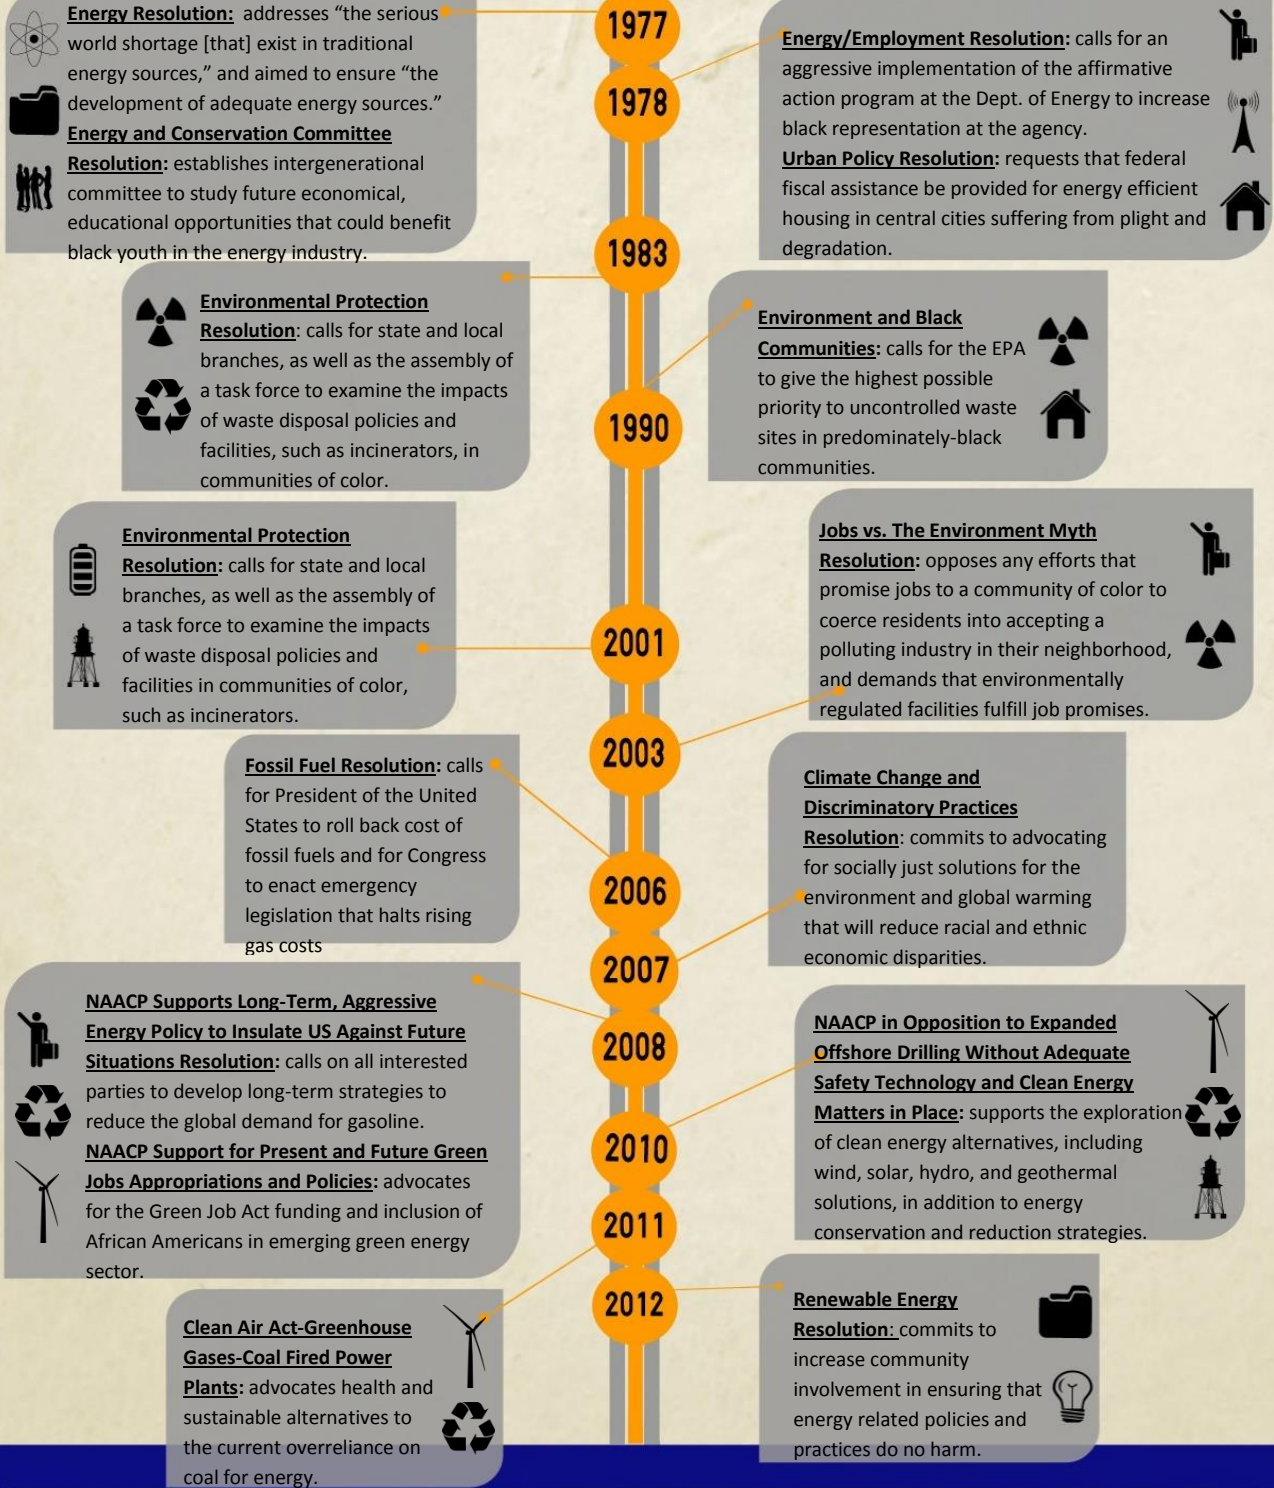 Energy Resolution: addresses “the serious
world shortage [that] exist in traditional
energy sources,” and aimed to ensure “the
development of adequate energy sources.”
Energy and Conservation Committee
Resolution: establishes intergenerational
committee to study future economical,
educational opportunities that could benefit
black youth in the energy industry.
1977
1978
Energy/Employment Resolution: calls for an
aggressive implementation of the affirmative
action program at the Dept. of Energy to increase
black representation at the agency.
Urban Policy Resolution: requests that federal
fiscal assistance be provided for energy efficient
housing in central cities suffering from plight and
degradation.
1983
Environmental Protection
Resolution: calls for state and local
branches, as well as the assembly of
a task force to examine the impacts
of waste disposal policies and
facilities, such as incinerators, in
communities of color.
1990
Environment and Black
Communities: calls for the EPA
to give the highest possible
priority to uncontrolled waste
sites in predominately-black
communities.
Environmental Protection
Resolution: calls for state and local
branches, as well as the assembly of
a task force to examine the impacts
of waste disposal policies and
facilities in communities of color,
such as incinerators.
2001
2003
Jobs vs. The Environment Myth
Resolution: opposes any efforts that
promise jobs to a community of color to
coerce residents into accepting a
polluting industry in their neighborhood,
and demands that environmentally
regulated facilities fulfill job promises.
Fossil Fuel Resolution: calls
for President of the United
States to roll back cost of
fossil fuels and for Congress
to enact emergency
legislation that halts rising
gas costs
2006
2007
Climate Change and
Discriminatory Practices
Resolution: commits to advocating
for socially just solutions for the
environment and global warming
that will reduce racial and ethnic
economic disparities.
NAACP Supports Long-Term, Aggressive
Energy Policy to Insulate US Against Future
Situations Resolution: calls on all interested
parties to develop long-term strategies to
reduce the global demand for gasoline.
NAACP Support for Present and Future Green
Jobs Appropriations and Policies: advocates
for the Green Job Act funding and inclusion of
African Americans in emerging green energy
sector.
2008
2010
NAACP in Opposition to Expanded
Offshore Drilling Without Adequate
Safety Technology and Clean Energy
Matters in Place: supports the exploration
of clean energy alternatives, including
wind, solar, hydro, and geothermal
solutions, in addition to energy
conservation and reduction strategies.
2011
2012
Clean Air Act-Greenhouse
Gases-Coal Fired Power
Plants: advocates health and
sustainable alternatives to
the current overreliance on
coal for energy.
Renewable Energy
Resolution: commits to
increase community
involvement in ensuring that
energy related policies and
practices do no harm.